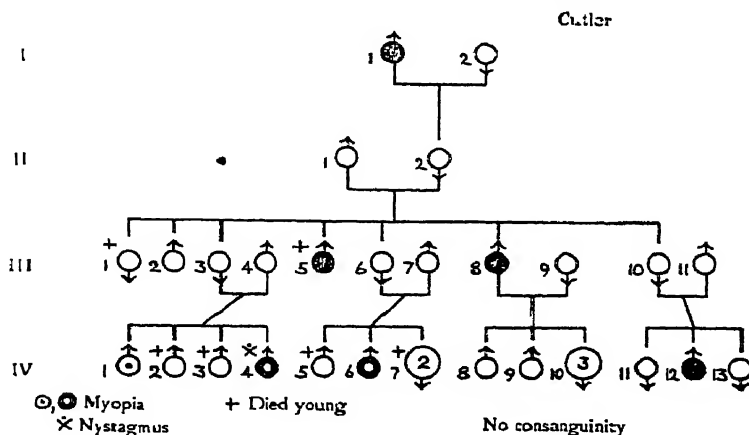 Cutler
I 1 2
II 1 2
+ +
III 1 2 3 4 5 6 7 8 9 10 11
+ + × + +
IV 1 2 3 4 5 6 7 2 8 9 10 3 11 12 13
Myopia + Died young
× Nystagmus No consanguinity